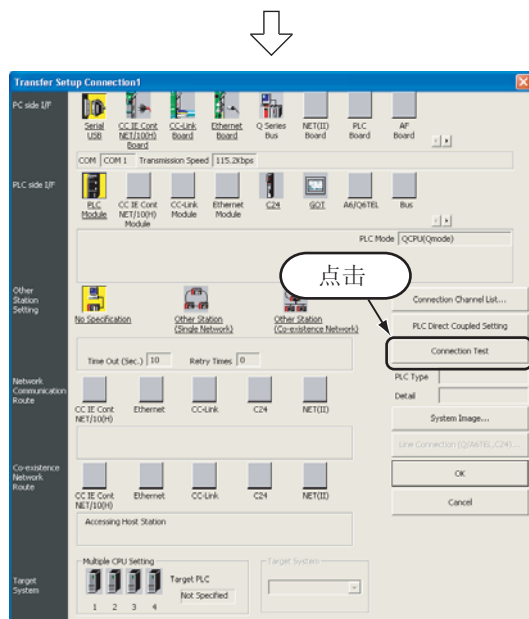 Transfer Setup Connection1
PC side I/F
Serial USB
CC IE Cont NET/10(H) Board
CC-Link Board
Ethernet Board
Q Series Bus
NET(II) Board
PLC Board
AF Board
COM COM 1 Transmission Speed 115.2Kbps
PLC side I/F
PLC Module
CC IE Cont NET/10(H) Module
CC-Link Module
Ethernet Module
C24
GOT
A6/Q6TEL
Bus
PLC Mode QCPU(Qmode)
点击
Other Station Setting
No Specification
Other Station (Single Network)
Other Station (Co-existence Network)
Time Out (Sec.) 10 Retry Times 0
Connection Channel List...
PLC Direct Coupled Setting
Connection Test
PLC Type
Detail
System Image...
Line Connection (Q/A6TEL,C24)...
OK
Cancel
Network Communication Route
CC IE Cont NET/10(H)
Ethernet
CC-Link
C24
NET(II)
Co-existence Network Route
CC IE Cont NET/10(H)
Ethernet
CC-Link
C24
NET(II)
Accessing Host Station
Target System
Multiple CPU Setting
1 2 3 4
Target PLC
Not Specified
Target System